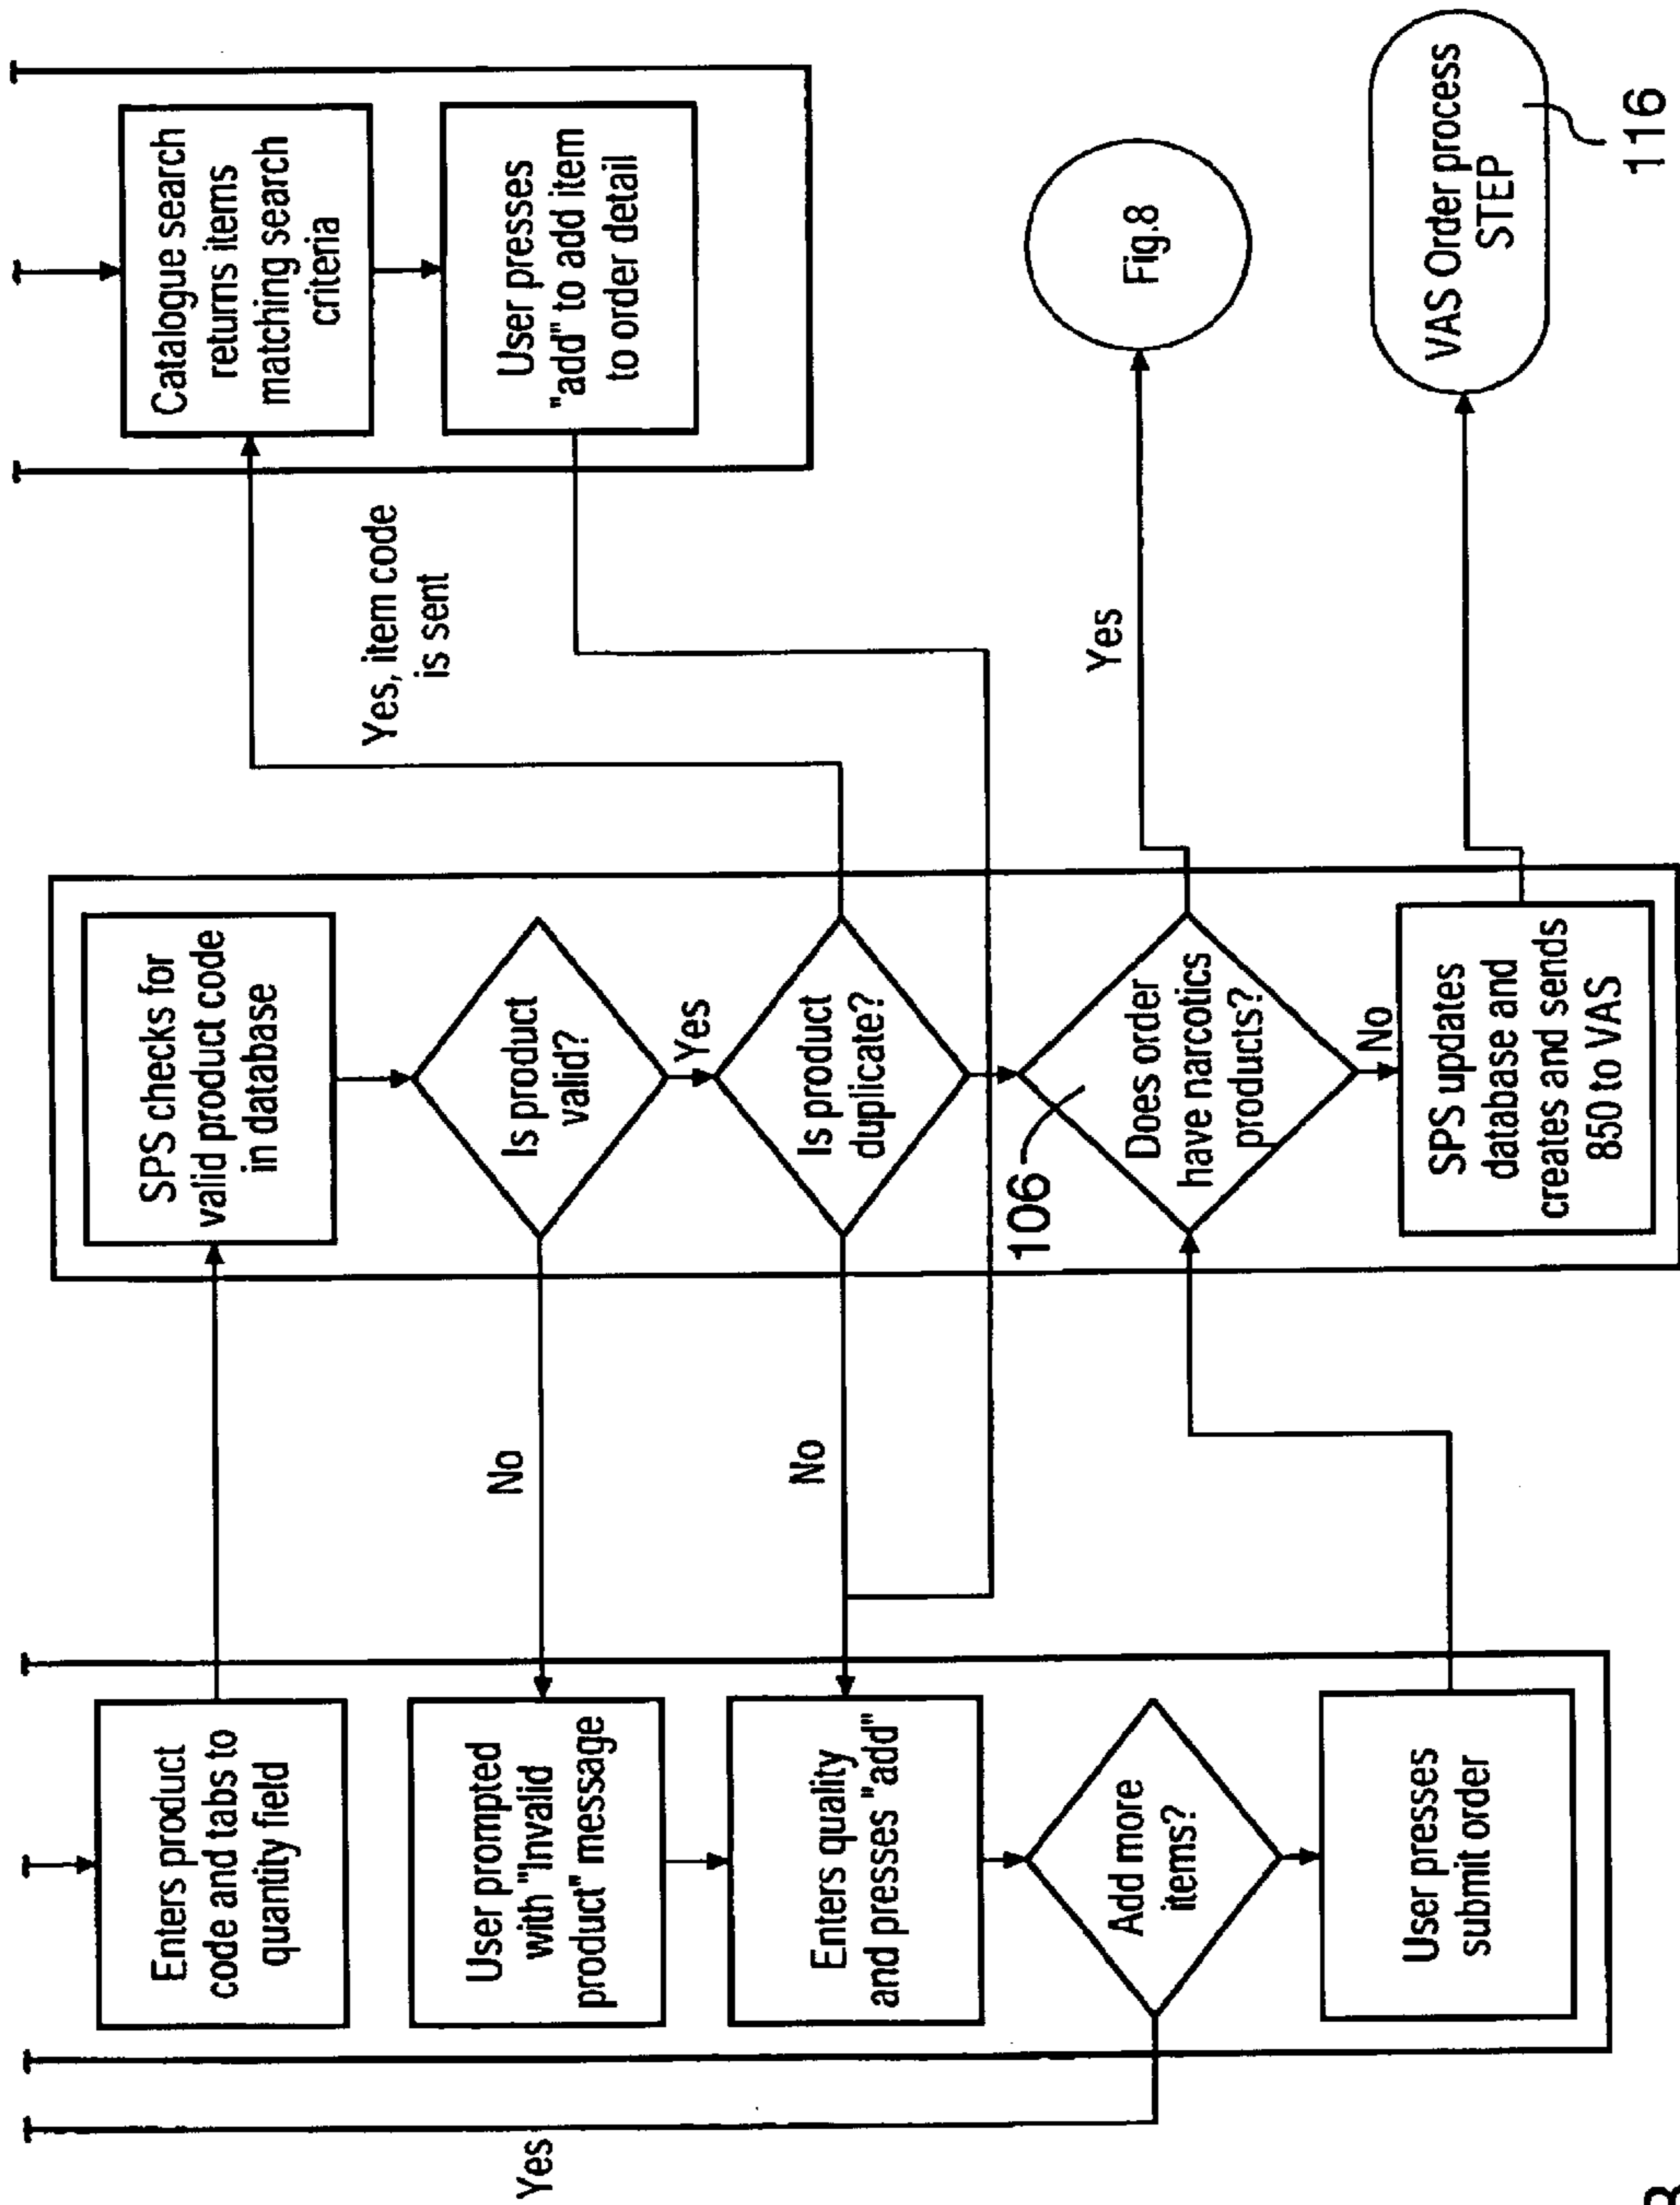 Yes
Enters product
code and tabs to
quantity field
User prompted
with "Invalid
product" message
Enters quality
and presses "add"
Add more
items?
User presses
submit order
No
No
SPS checks for
valid product code
in database
Is product
valid?
Yes
Is product
duplicate?
106
Does order
have narcotics
products?
No
SPS updates
database and
creates and sends
850 to VAS
Yes, item code
is sent
Yes
Catalogue search
returns items
matching search
criteria
User presses
"add" to add item
to order detail
Fig.8
VAS Order process
STEP
116